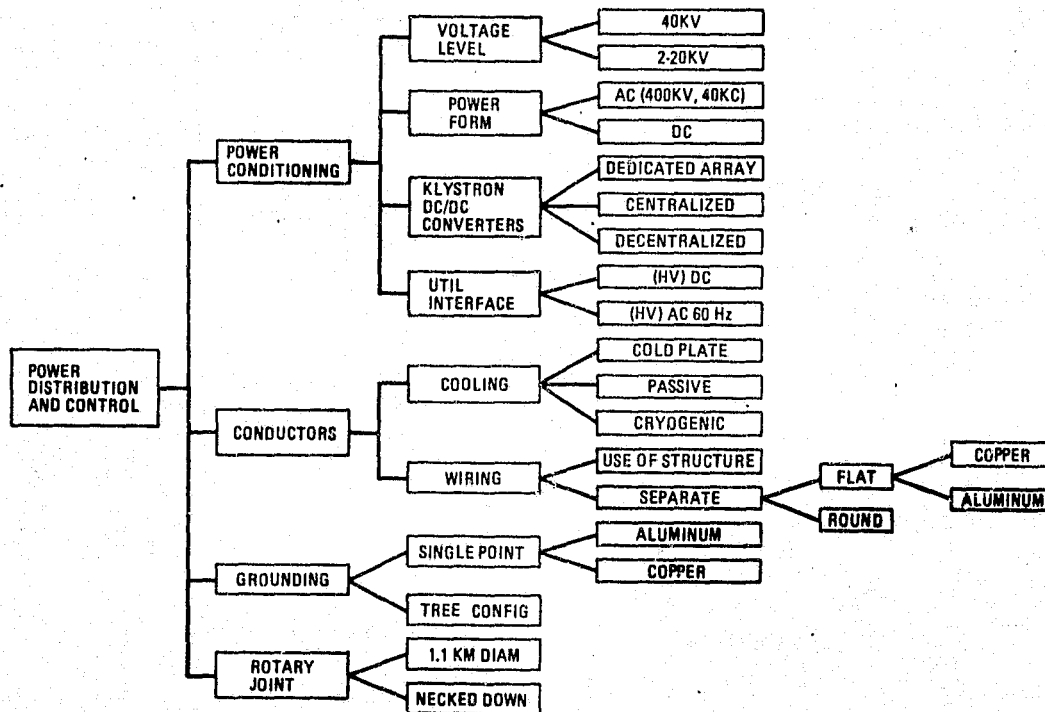 VOLTAGE
LEVEL
40KV
2-20KV
POWER
FORM
AC (400KV, 40KC)
DC
POWER
CONDITIONING
KLYSTRON
DC/DC
CONVERTERS
DEDICATED ARRAY
CENTRALIZED
DECENTRALIZED
UTIL
INTERFACE
(HV) DC
(HV) AC 60 Hz
POWER
DISTRIBUTION
AND CONTROL
CONDUCTORS
COOLING
COLD PLATE
PASSIVE
CRYOGENIC
WIRING
USE OF STRUCTURE
SEPARATE
FLAT
COPPER
ALUMINUM
ROUND
GROUNDING
SINGLE POINT
ALUMINUM
COPPER
TREE CONFIG
ROTARY
JOINT
1.1 KM DIAM
NECKED DOWN